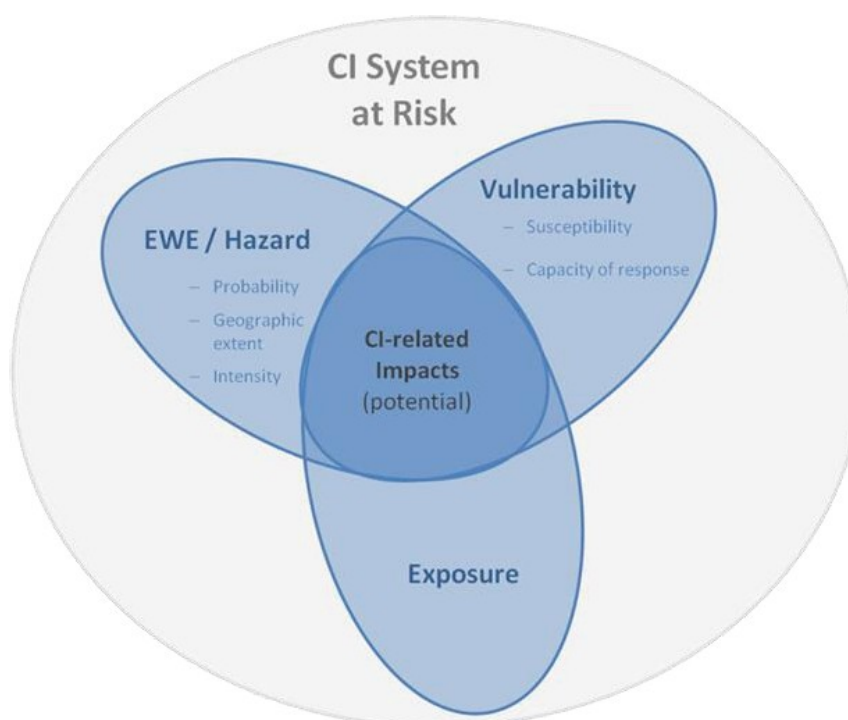 CI System
at Risk
EWE / Hazard
– Probability
– Geographic
extent
– Intensity
Vulnerability
– Susceptibility
– Capacity of response
CI-related
Impacts
(potential)
Exposure